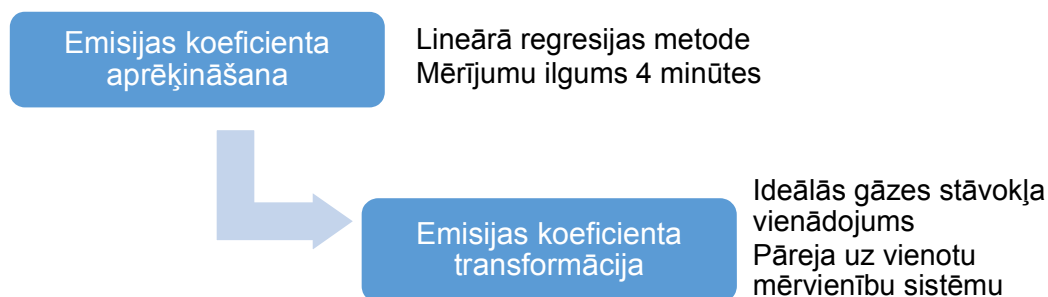 Emisijas koeficienta
aprēķināšana
Lineārā regresijas metode
Mērījumu ilgums 4 minūtes
Emisijas koeficienta
transformācija
Ideālās gāzes stāvokļa
vienādojums
Pāreja uz vienotu
mērvienību sistēmu